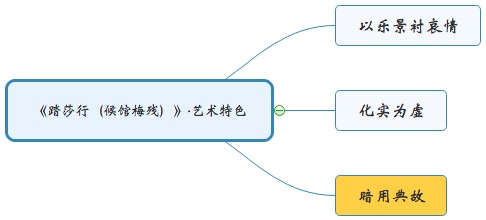 《踏莎行（候馆梅残）》·艺术特色
以乐景衬哀情
化实为虚
暗用典故